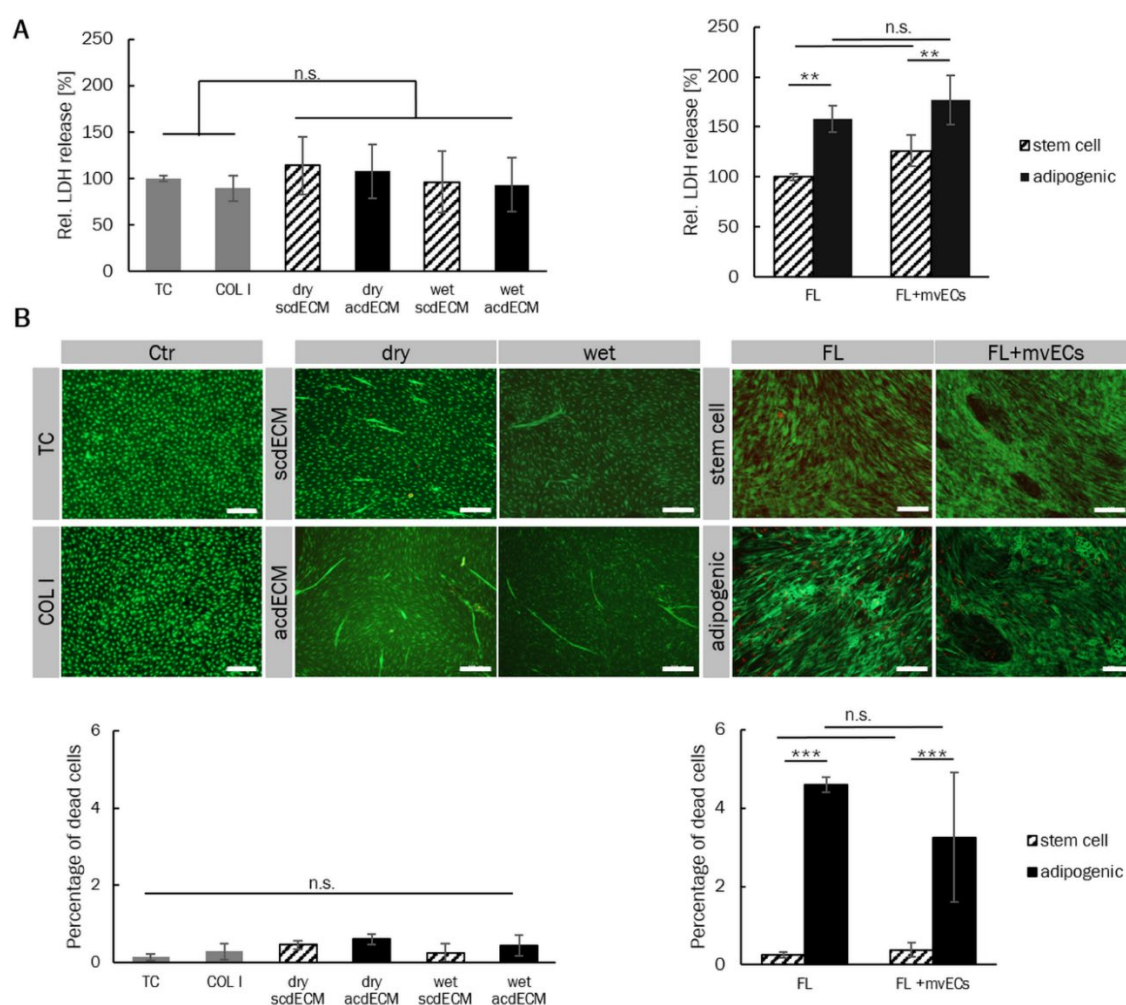 A
Rel. LDH release [%]
250
200
150
100
50
0
n.s.
TC
COL I
dry
scdECM
dry
acdECM
wet
scdECM
wet
acdECM
Rel. LDH release [%]
250
200
150
100
50
0
n.s.
**
**
FL
FL+mvECs
stem cell
adipogenic
B
Ctr
dry
wet
FL
FL+mvECs
TC
scdECM
stem cell
COL I
acdECM
adipogenic
Percentage of dead cells
6
4
2
0
n.s.
TC
COL I
dry
scdECM
dry
acdECM
wet
scdECM
wet
acdECM
Percentage of dead cells
6
4
2
0
n.s.
***
***
FL
FL +mvECs
stem cell
adipogenic